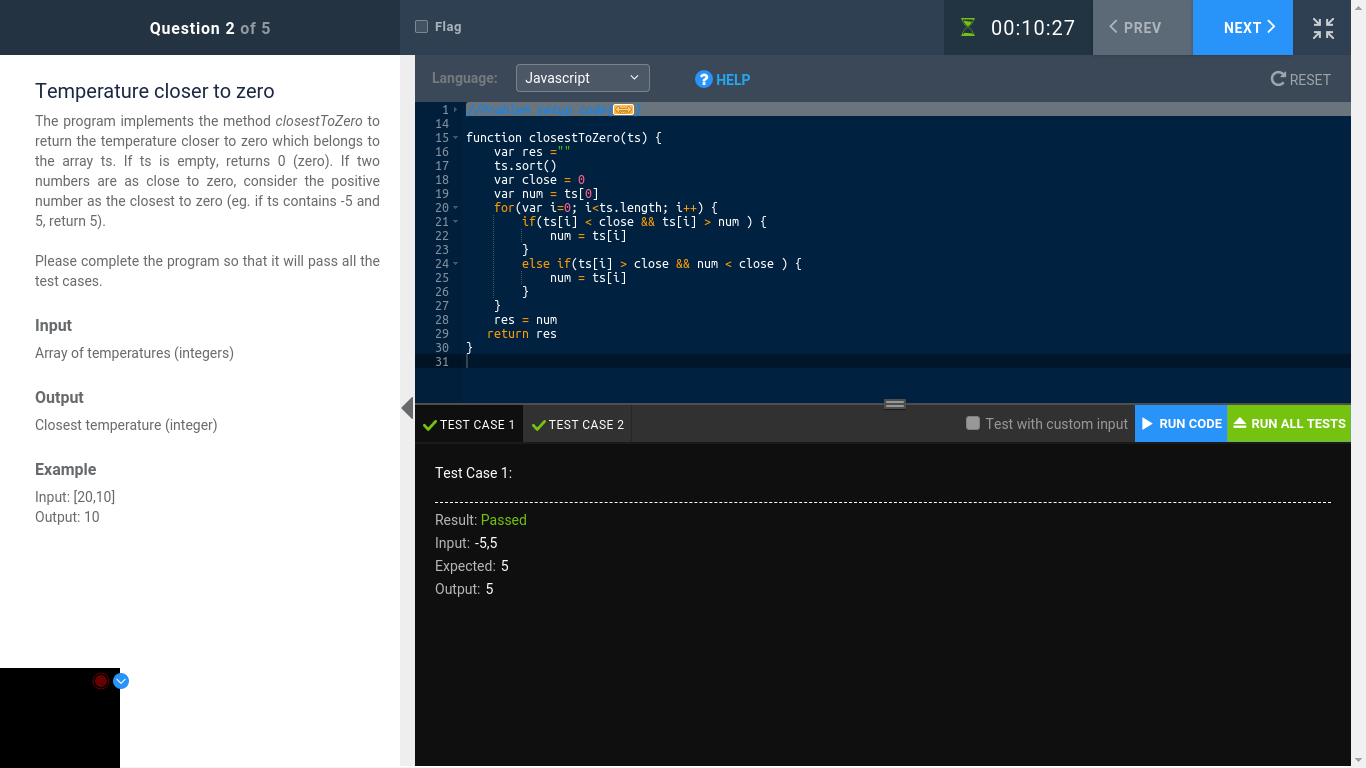 Question 2 of 5
Flag
00:10:27
PREV
NEXT
Temperature closer to zero
The program implements the method closestToZero to
return the temperature closer to zero which belongs to
the array ts. If ts is empty, returns 0 (zero). If two
numbers are as close to zero, consider the positive
number as the closest to zero (eg. if ts contains -5 and
5, return 5).
Please complete the program so that it will pass all the
test cases.
Input
Array of temperatures (integers)
Output
Closest temperature (integer)
Example
Input: [20,10]
Output: 10
Language: Javascript
? HELP
RESET
1
14
15 function closestToZero(ts) {
16 var res =""
17 ts.sort()
18 var close = 0
19 var num = ts[0]
20 for(var i=0; i<ts.length; i++) {
21 if(ts[i] < close && ts[i] > num ) {
22 num = ts[i]
23 }
24 else if(ts[i] > close && num < close ) {
25 num = ts[i]
26 }
27 }
28 res = num
29 return res
30 }
31
TEST CASE 1
TEST CASE 2
Test with custom input
RUN CODE
RUN ALL TESTS
Test Case 1:
Result: Passed
Input: -5,5
Expected: 5
Output: 5